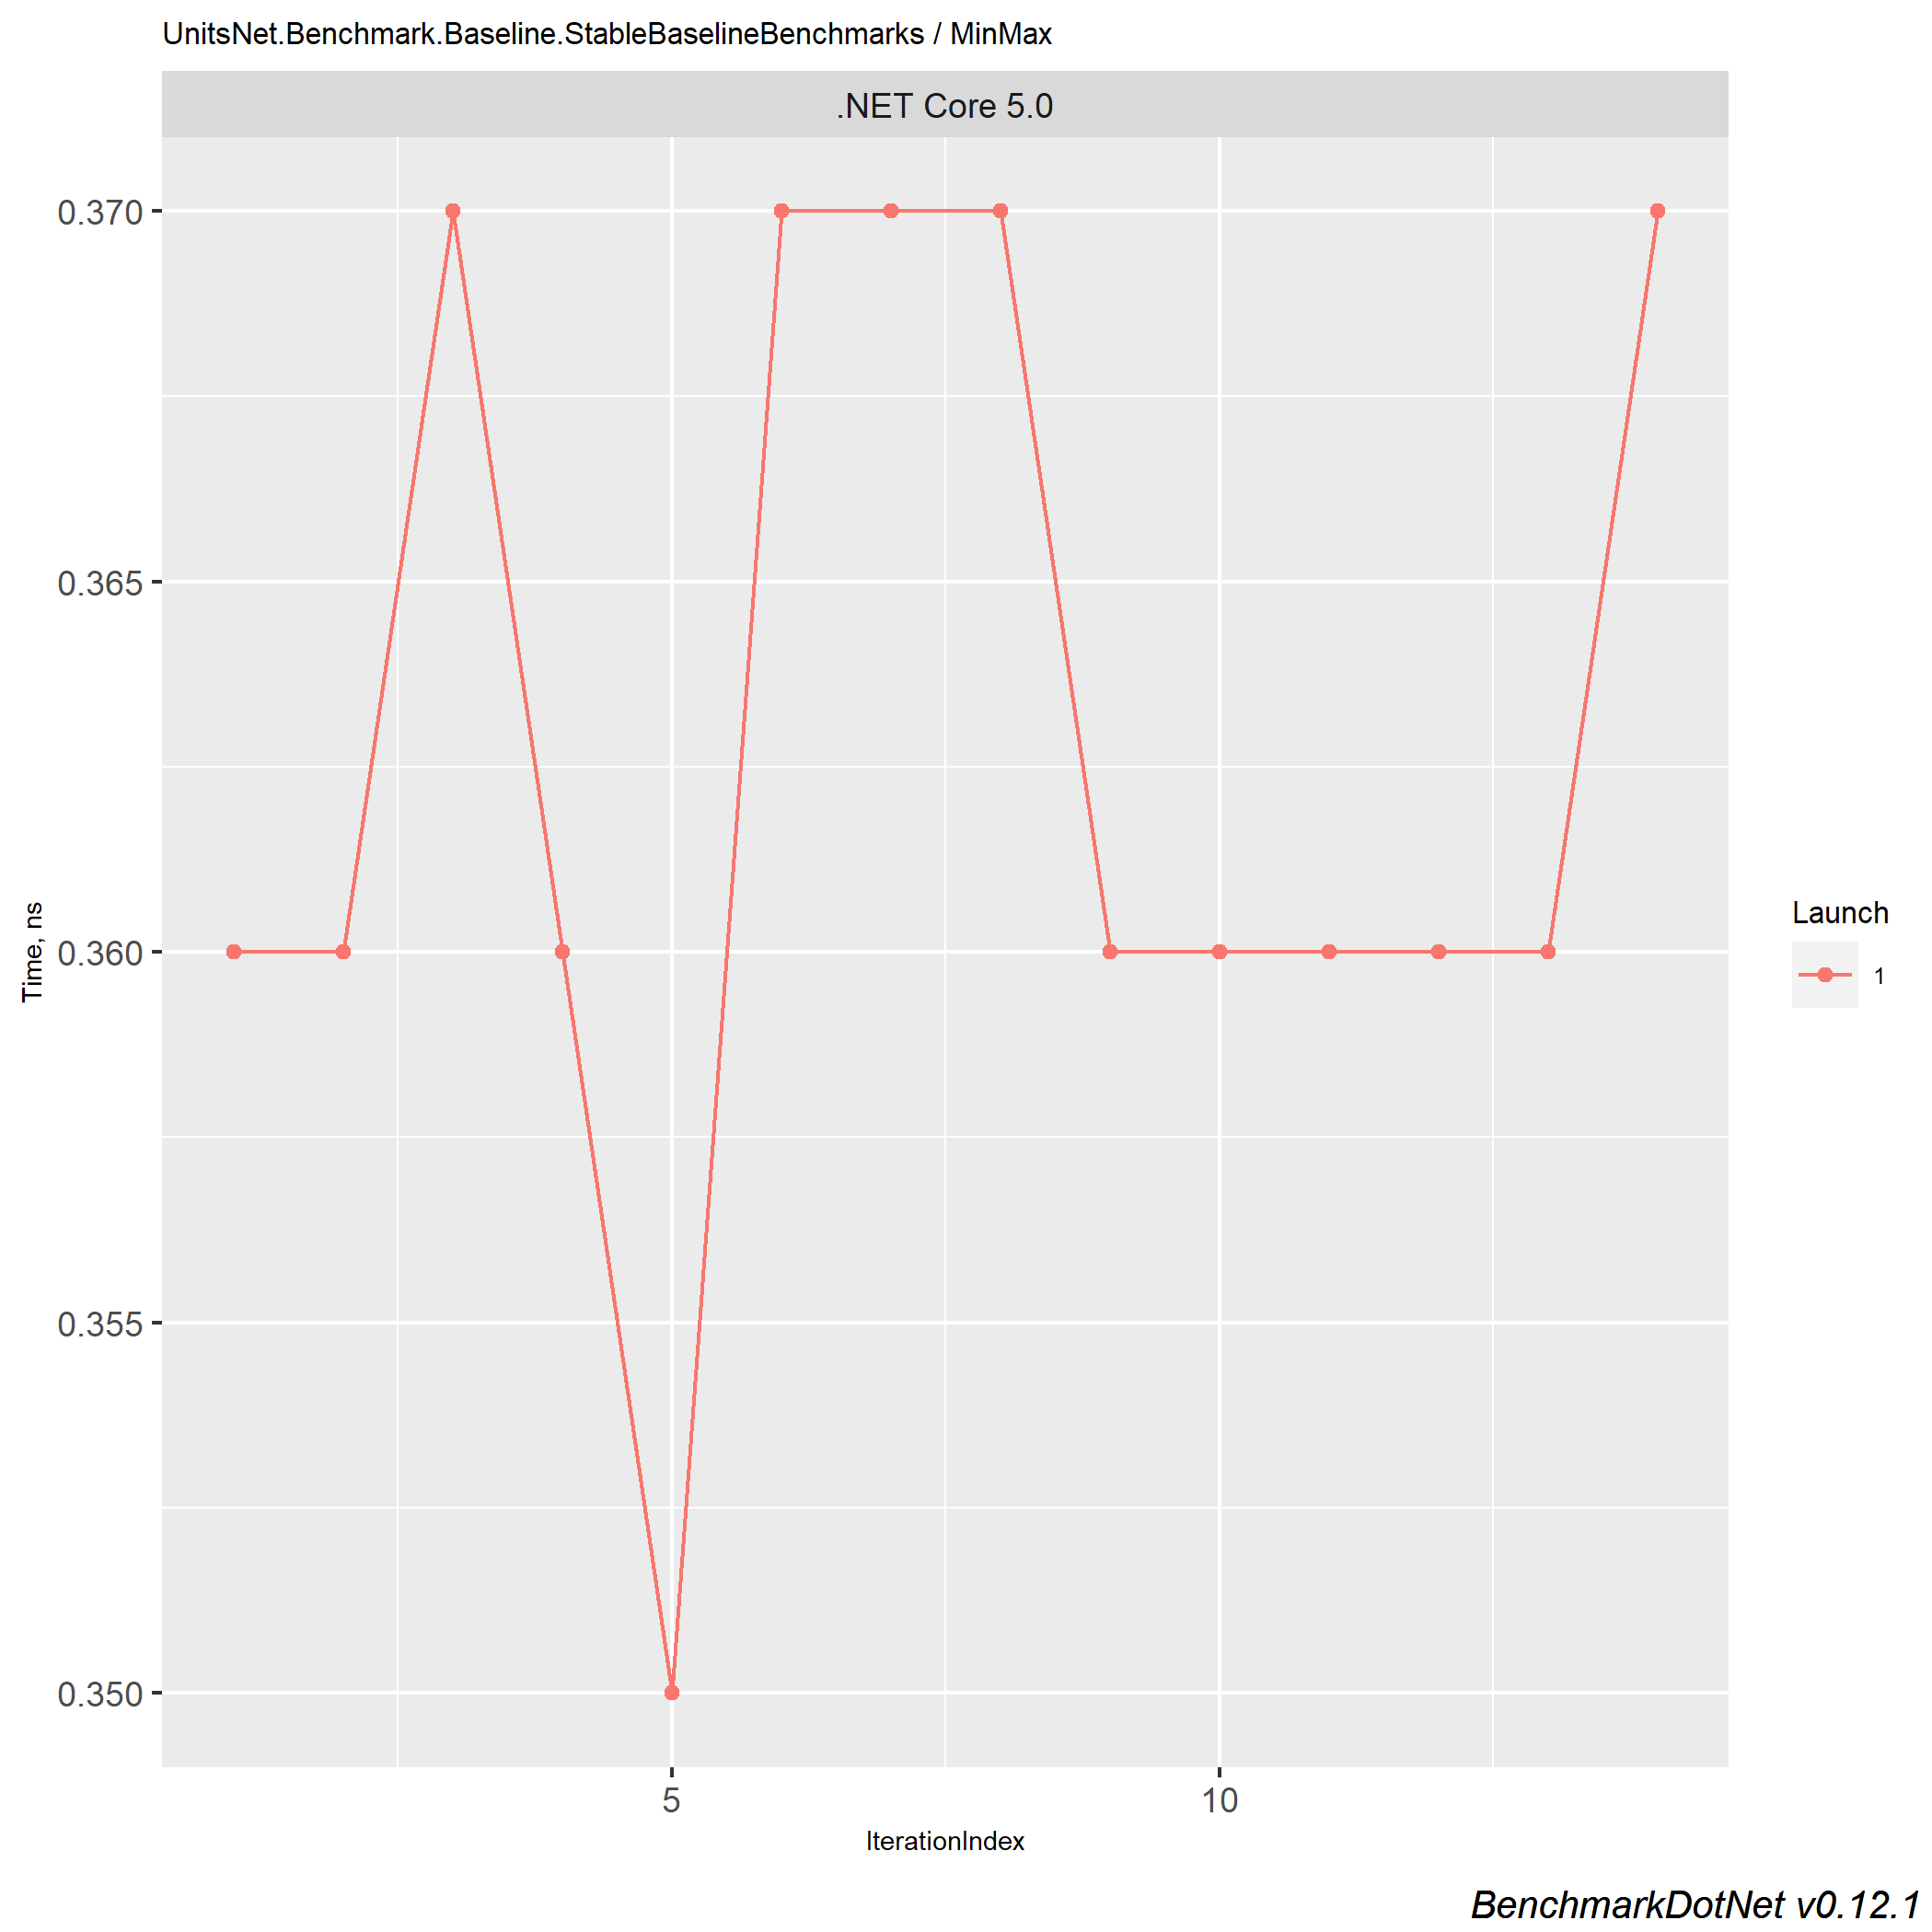 UnitsNet.Benchmark.Baseline.StableBaselineBenchmarks / MinMax
.NET Core 5.0
0.370
0.365
0.360
0.355
0.350
Time, ns
5
10
IterationIndex
Launch
1
BenchmarkDotNet v0.12.1